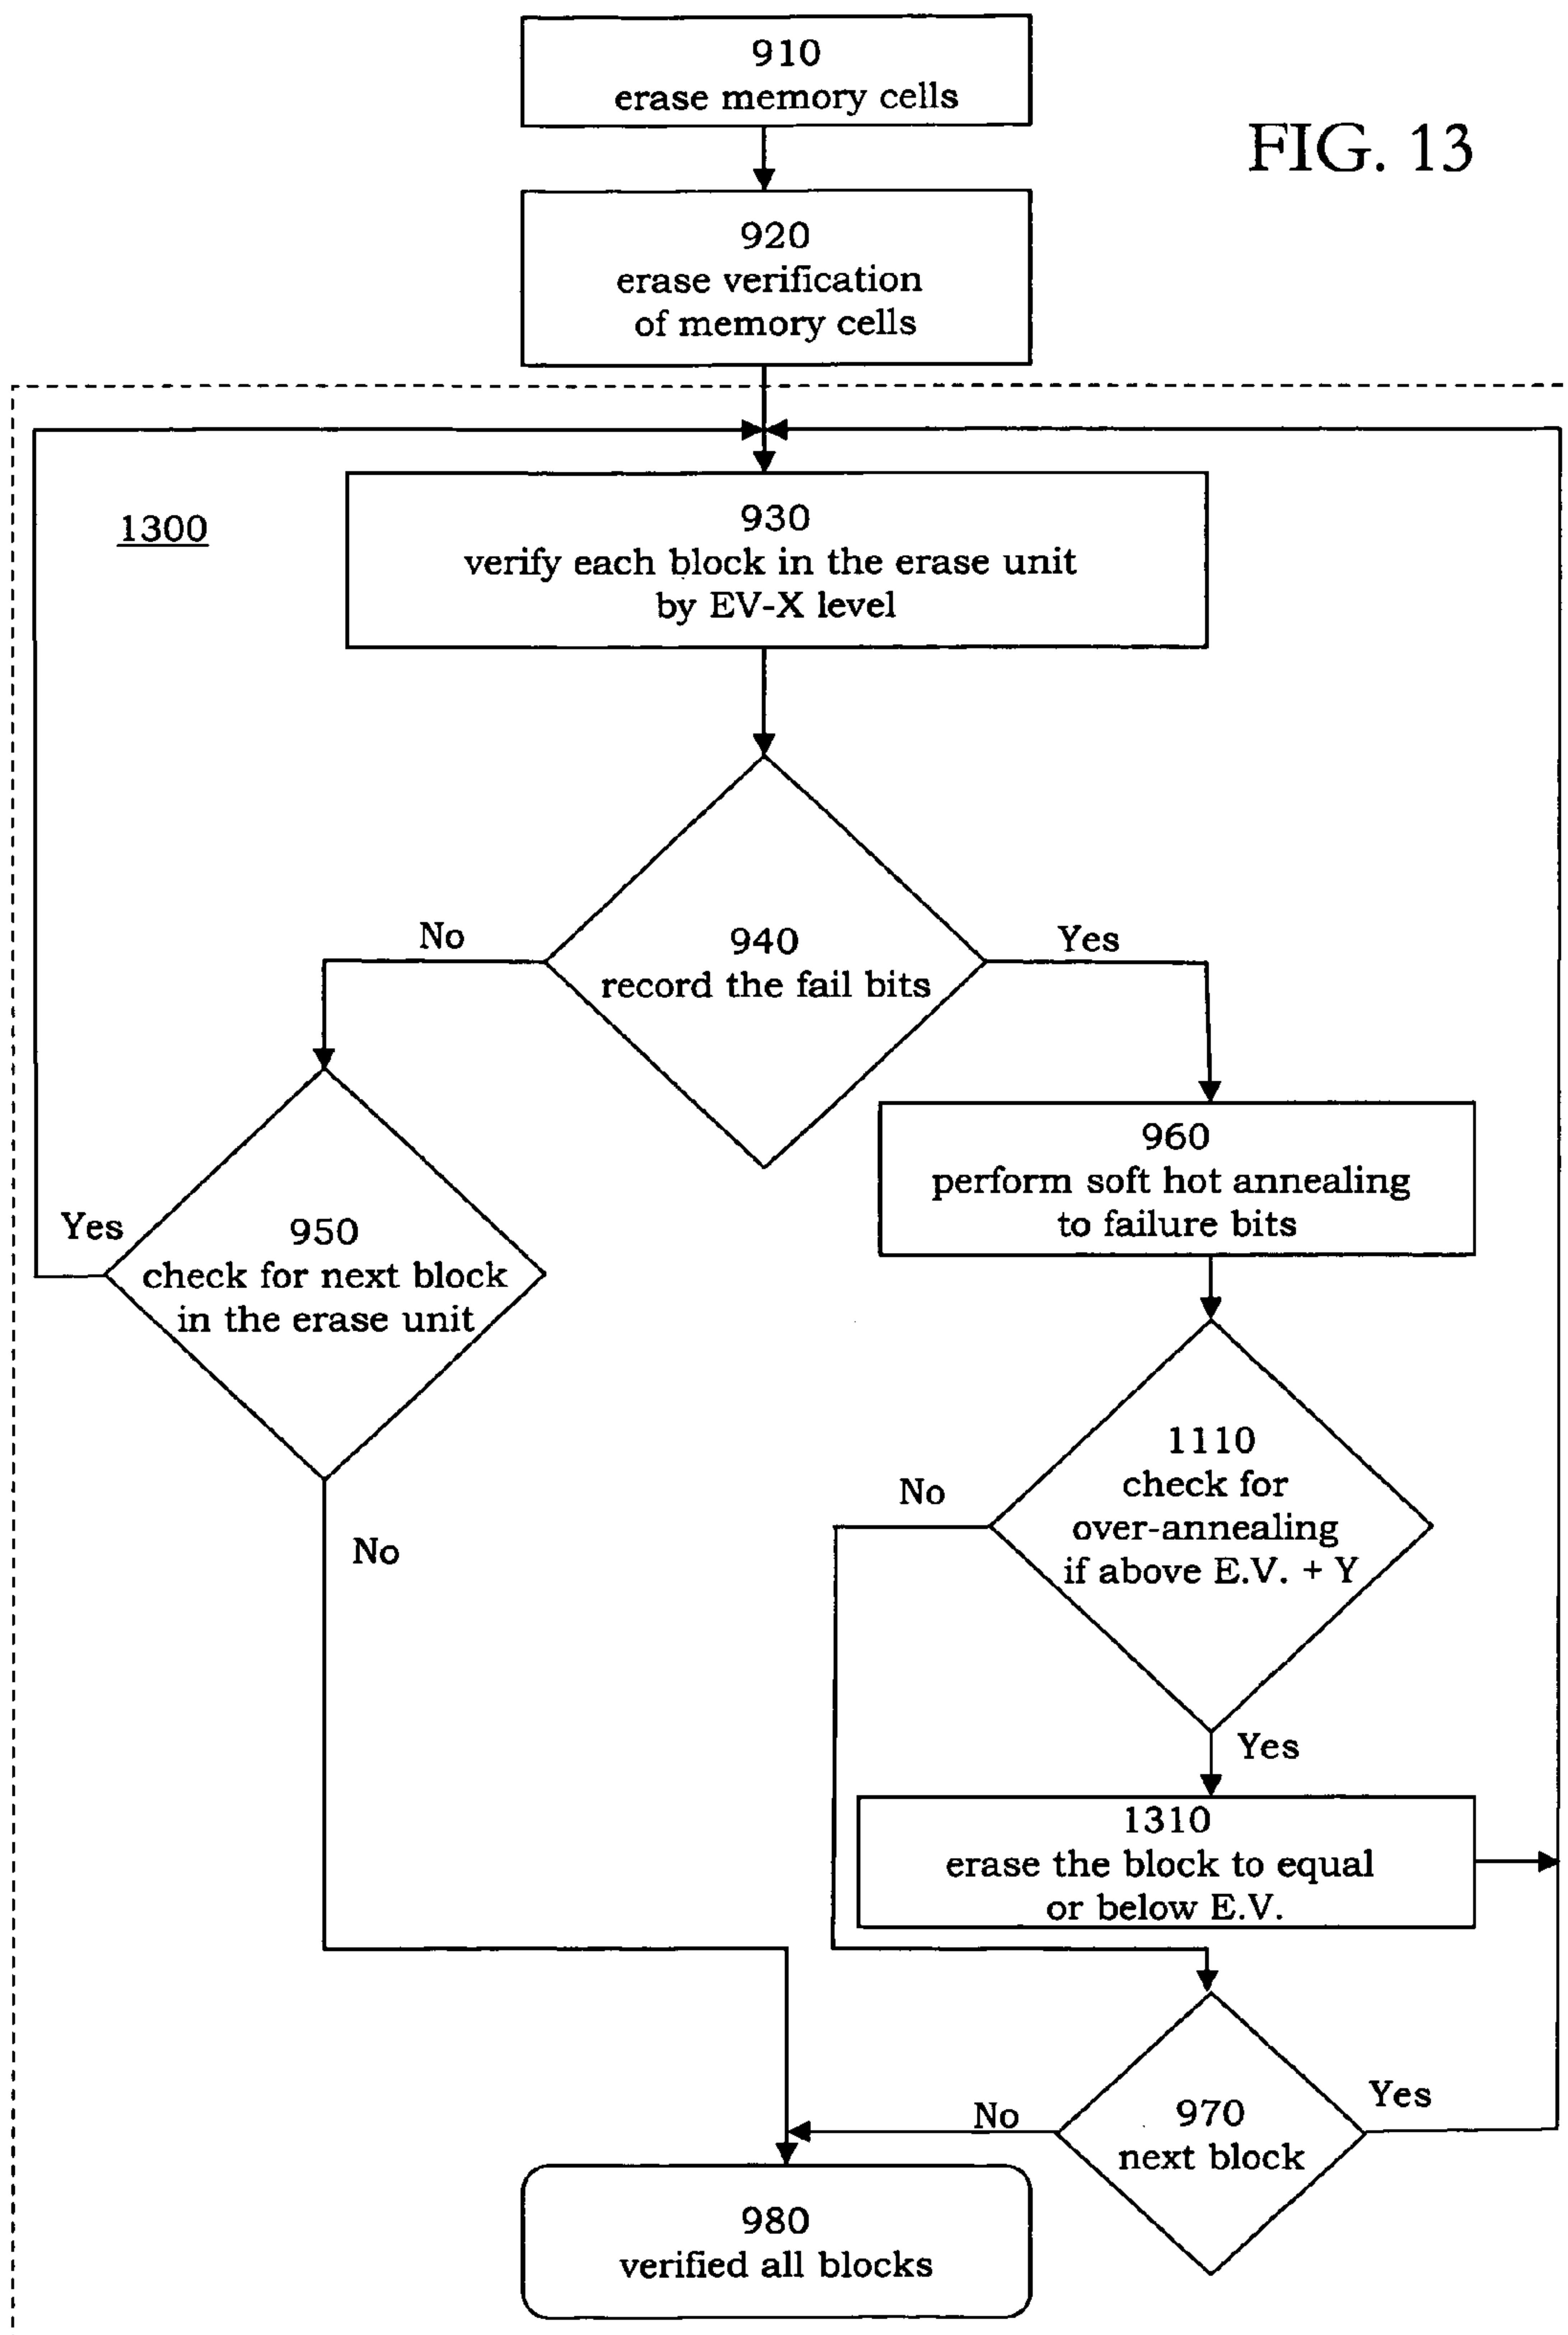 910
erase memory cells
FIG. 13
920
erase verification
of memory cells
1300
930
verify each block in the erase unit
by EV-X level
No
940
record the fail bits
Yes
960
perform soft hot annealing
to failure bits
Yes
950
check for next block
in the erase unit
No
1110
check for
over-annealing
if above E.V. + Y
No
Yes
1310
erase the block to equal
or below E.V.
No
970
next block
Yes
980
verified all blocks